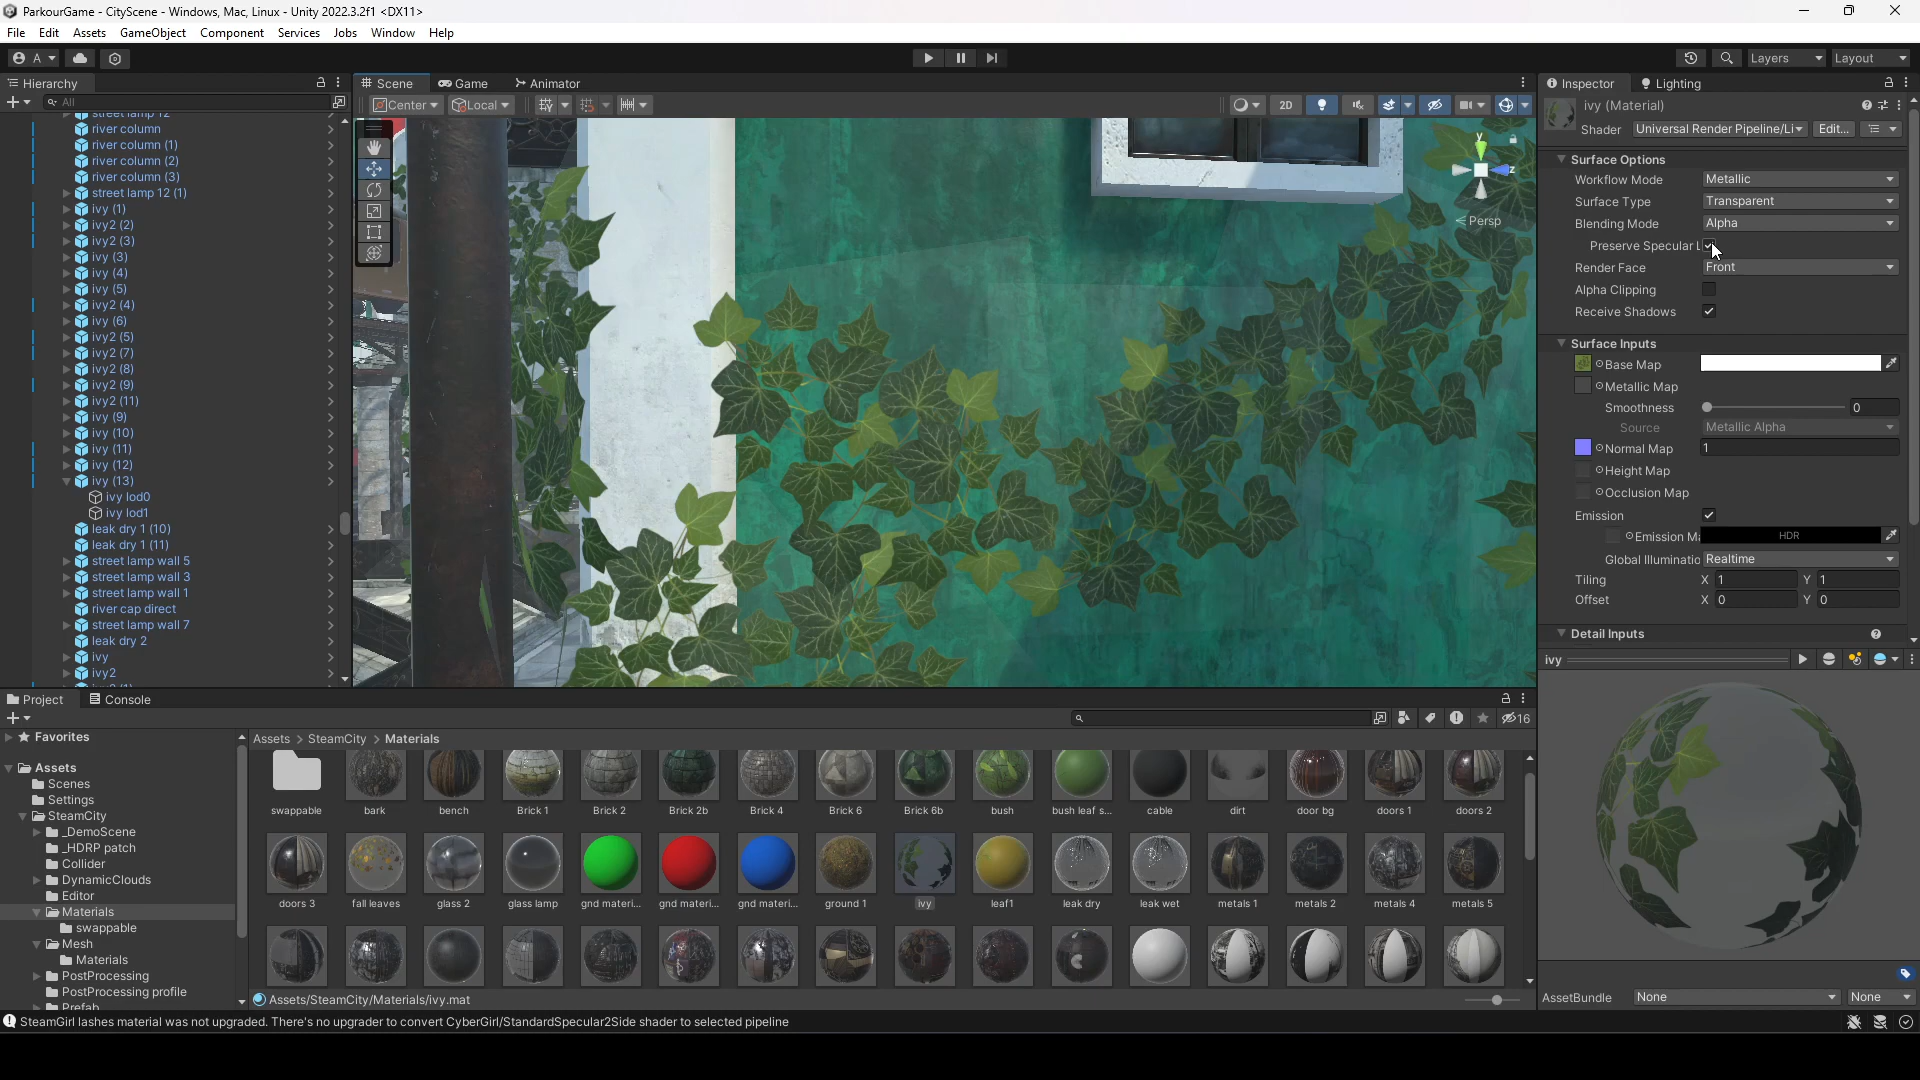 ParkourGame - CityScene - Windows, Mac, Linux - Unity 2022.3.2f1 <DX11>
File Edit Assets GameObject Component Services Jobs Window Help
A Layers Layout
Hierarchy
All
street lamp 12
river column
river column (1)
river column (2)
river column (3)
street lamp 12 (1)
ivy (1)
ivy2 (2)
ivy2 (3)
ivy (3)
ivy (4)
ivy (5)
ivy2 (4)
ivy (6)
ivy2 (5)
ivy2 (7)
ivy2 (8)
ivy2 (9)
ivy2 (11)
ivy (9)
ivy (10)
ivy (11)
ivy (12)
ivy (13)
ivy lod0
ivy lod1
leak dry 1 (10)
leak dry 1 (11)
street lamp wall 5
street lamp wall 3
street lamp wall 1
river cap direct
street lamp wall 7
leak dry 2
ivy
ivy2
Scene Game Animator
Center Local 2D
y
z
Persp
Inspector Lighting
ivy (Material)
Shader Universal Render Pipeline/Li Edit...
Surface Options
Workflow Mode Metallic
Surface Type Transparent
Blending Mode Alpha
Preserve Specular L
Render Face Front
Alpha Clipping
Receive Shadows
Surface Inputs
Base Map
Metallic Map
Smoothness 0
Source Metallic Alpha
Normal Map 1
Height Map
Occlusion Map
Emission
Emission Ma HDR
Global Illuminatio Realtime
Tiling X 1 Y 1
Offset X 0 Y 0
Detail Inputs
ivy
AssetBundle None None
Project Console
16
Favorites
Assets
Scenes
Settings
SteamCity
_DemoScene
_HDRP patch
Collider
DynamicClouds
Editor
Materials
swappable
Mesh
Materials
PostProcessing
PostProcessing profile
Prefab
Assets > SteamCity > Materials
swappable bark bench Brick 1 Brick 2 Brick 2b Brick 4 Brick 6 Brick 6b bush bush leaf s... cable dirt door bg doors 1 doors 2
doors 3 fall leaves glass 2 glass lamp gnd materi... gnd materi... gnd materi... ground 1 ivy leaf1 leak dry leak wet metals 1 metals 2 metals 4 metals 5
Assets/SteamCity/Materials/ivy.mat
SteamGirl lashes material was not upgraded. There's no upgrader to convert CyberGirl/StandardSpecular2Side shader to selected pipeline